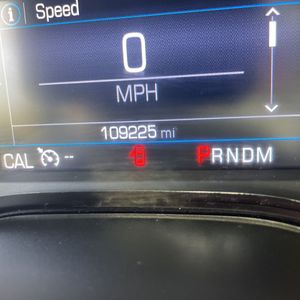 i Speed
0
MPH
109225 mi
CAL -- PRNDM